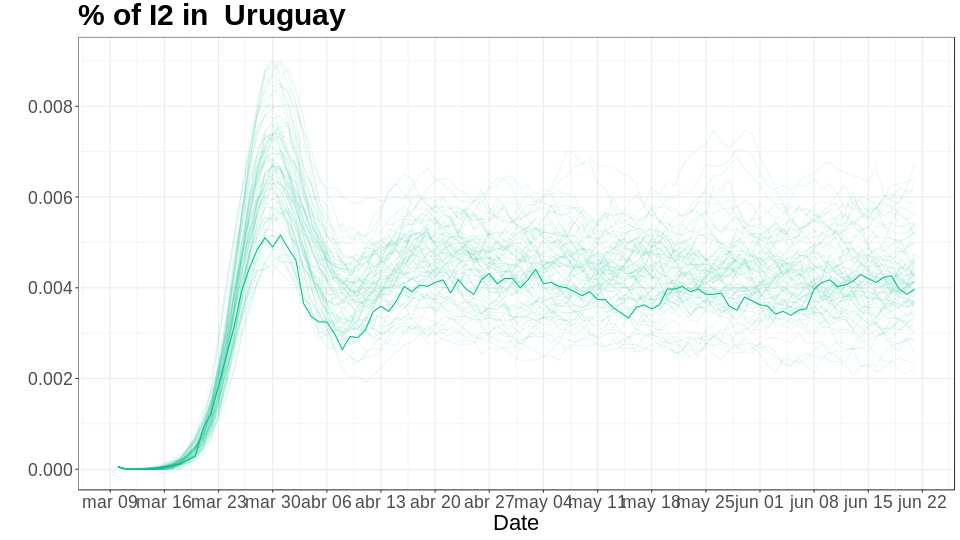 % of I2 in  Uruguay
0.008
0.006
0.004
0.002
0.000
mar 09 mar 16 mar 23 mar 30 abr 06 abr 13 abr 20 abr 27 may 04 may 11 may 18 may 25 jun 01 jun 08 jun 15 jun 22
Date